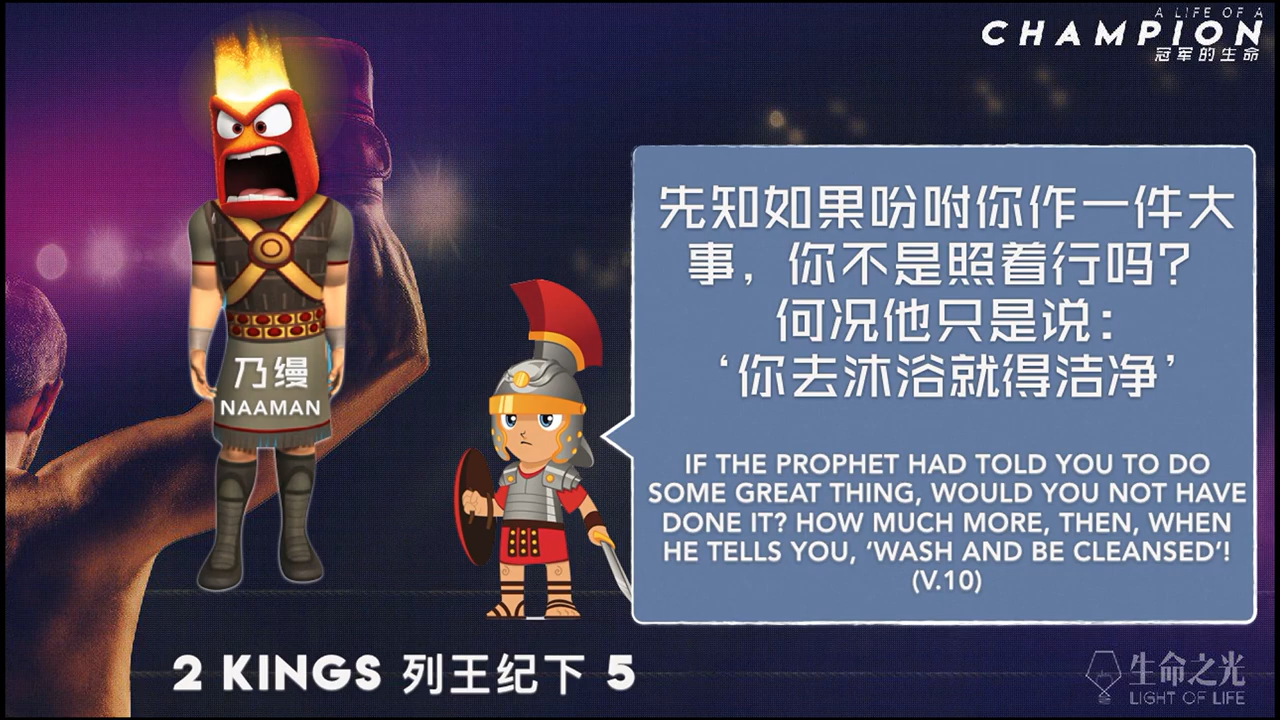 A LIFE OF A
CHAMPION
冠军的生命
先知如果吩咐你作一件大
事，你不是照着行吗？
何况他只是说：
‘你去沐浴就得洁净’
IF THE PROPHET HAD TOLD YOU TO DO
SOME GREAT THING, WOULD YOU NOT HAVE
DONE IT? HOW MUCH MORE, THEN, WHEN
HE TELLS YOU, ‘WASH AND BE CLEANSED’!
(V.10)
乃缦
NAAMAN
2 KINGS 列王纪下 5
生命之光
LIGHT OF LIFE